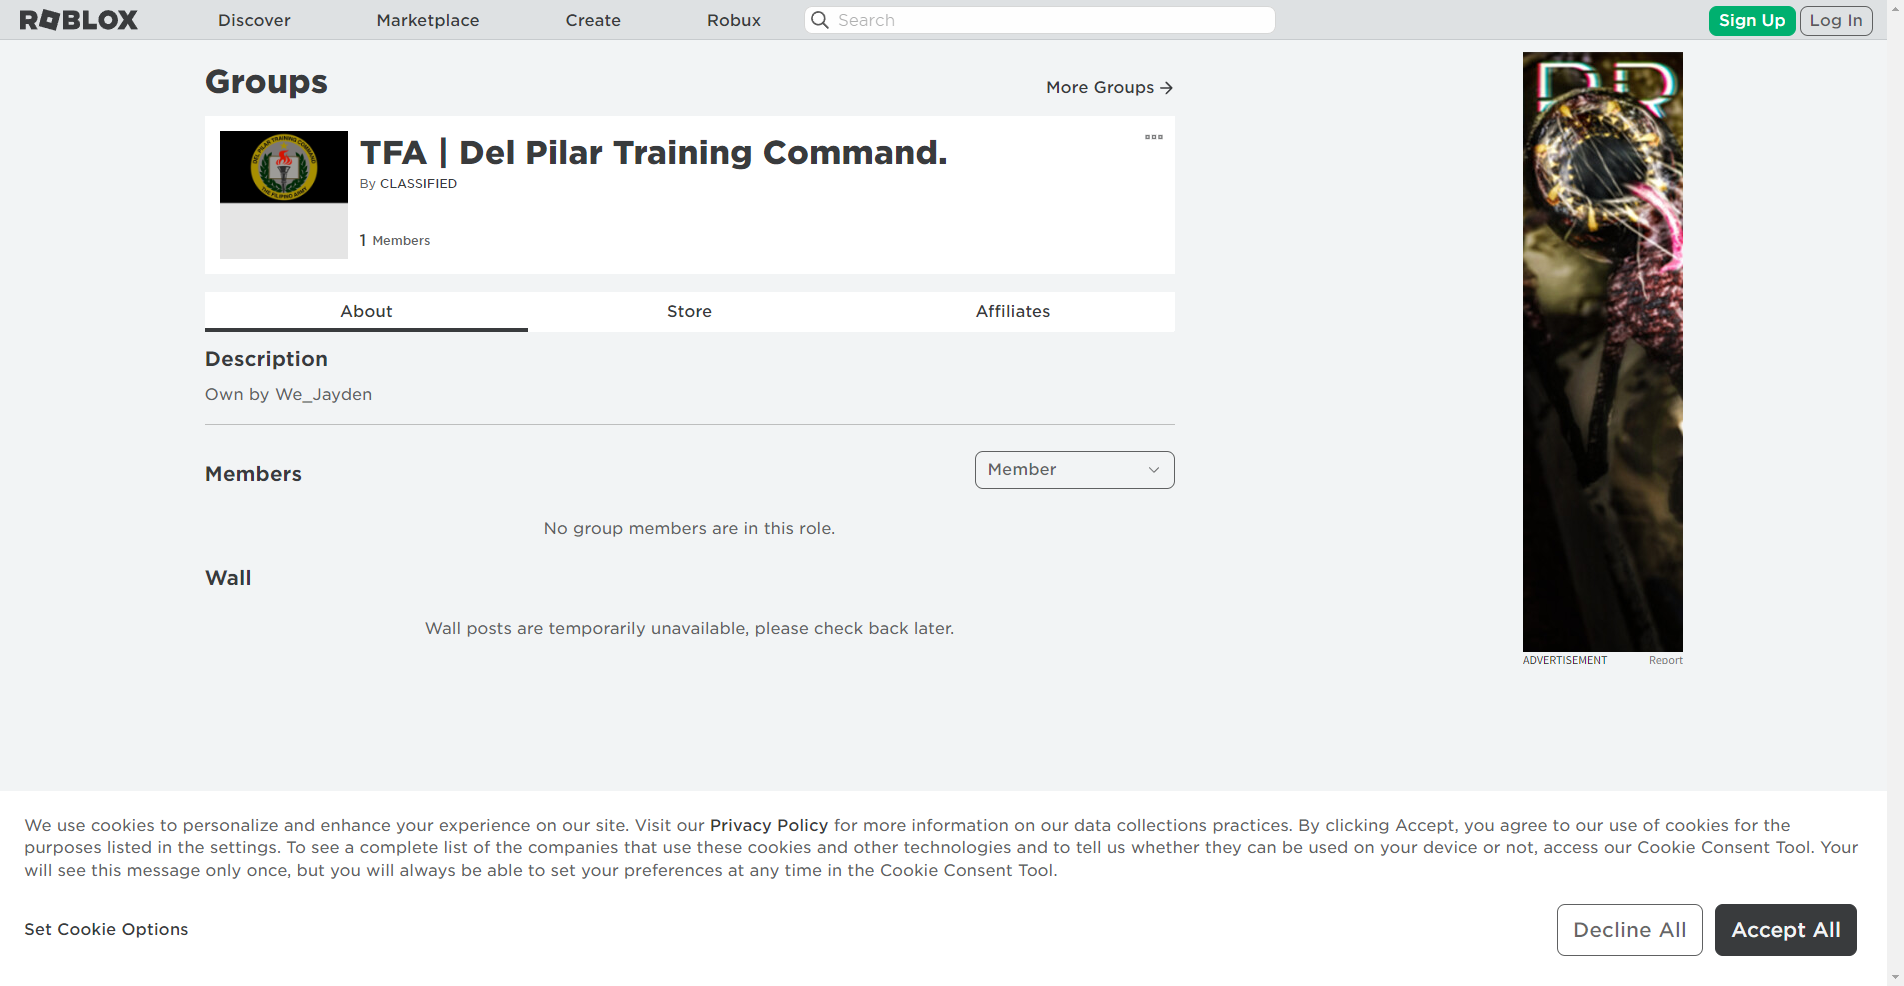 ROBLOX
Discover
Marketplace
Create
Robux
Search
Sign Up
Log In
Groups
More Groups
TFA | Del Pilar Training Command.
By CLASSIFIED
1 Members
DEL PILAR TRAINING COMMAND
THE FILIPINO ARMY
About
Store
Affiliates
Description
Own by We_Jayden
Members
Member
No group members are in this role.
Wall
Wall posts are temporarily unavailable, please check back later.
DR
ADVERTISEMENT
Report
We use cookies to personalize and enhance your experience on our site. Visit our Privacy Policy for more information on our data collections practices. By clicking Accept, you agree to our use of cookies for the
purposes listed in the settings. To see a complete list of the companies that use these cookies and other technologies and to tell us whether they can be used on your device or not, access our Cookie Consent Tool. Your
will see this message only once, but you will always be able to set your preferences at any time in the Cookie Consent Tool.
Set Cookie Options
Decline All
Accept All